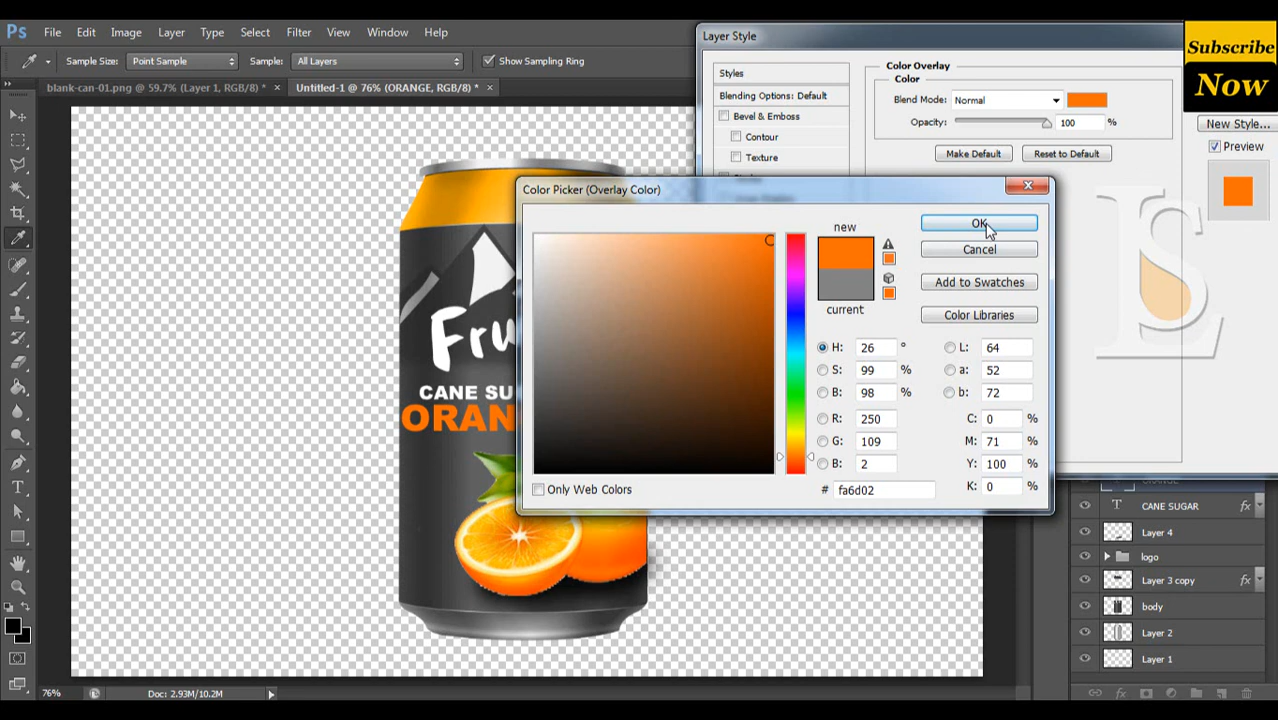 Ps File Edit Image Layer Type Select Filter View Window Help
Sample Size: Point Sample Sample: All Layers Show Sampling Ring
blank-can-01.png @ 59.7% (Layer 1, RGB/8) * × Untitled-1 @ 76% (ORANGE, RGB/8) * ×
Layer Style
Subscribe
Now
Styles
Blending Options: Default
Bevel & Emboss
Contour
Texture
Color Overlay
Color
Blend Mode: Normal
Opacity: 100 %
Make Default Reset to Default
New Style...
Preview
Color Picker (Overlay Color)
new
current
OK
Cancel
Add to Swatches
Color Libraries
H: 26 ° L: 64
S: 99 % a: 52
B: 98 % b: 72
R: 250 C: 0 %
G: 109 M: 71 %
B: 2 Y: 100 %
# fa6d02 K: 0 %
Only Web Colors
Fru
CANE SU
ORAN
LS
ORANGE
T CANE SUGAR fx
Layer 4
logo
Layer 3 copy fx
body
Layer 2
Layer 1
76% Doc: 2.93M/10.2M